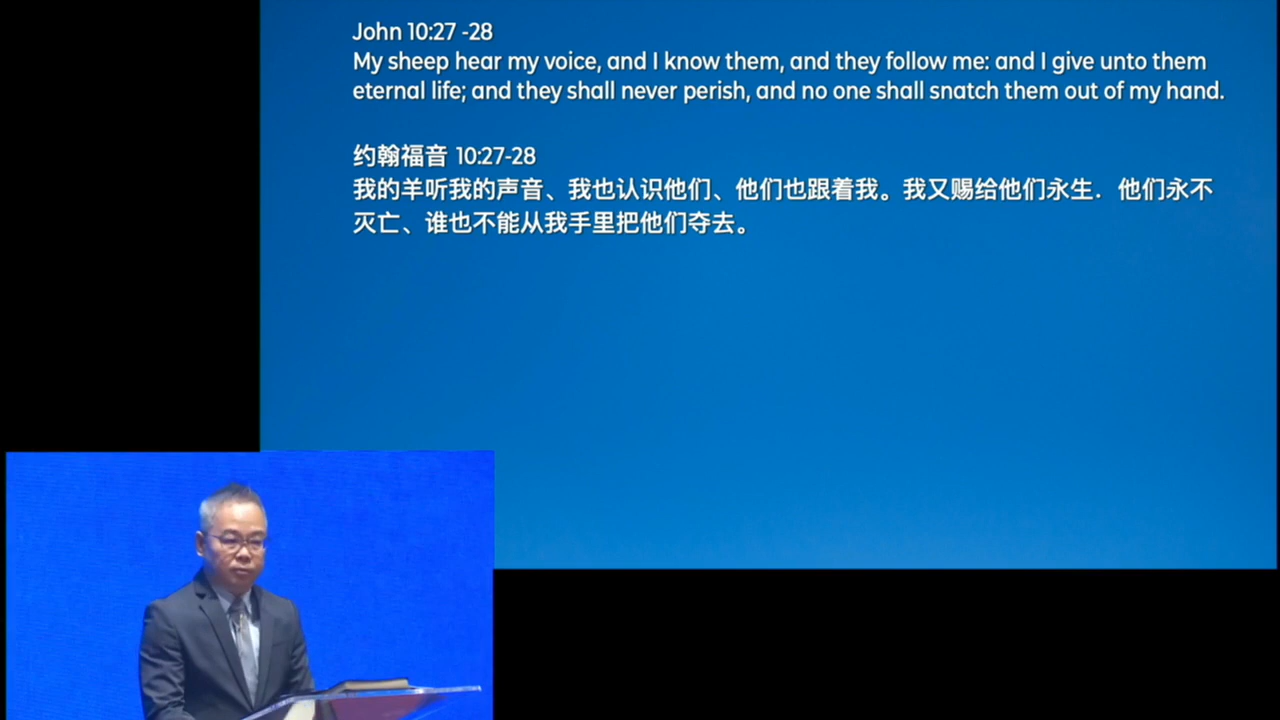 John 10:27 -28
My sheep hear my voice, and I know them, and they follow me: and I give unto them
eternal life; and they shall never perish, and no one shall snatch them out of my hand.
约翰福音 10:27-28
我的羊听我的声音、我也认识他们、他们也跟着我。我又赐给他们永生．他们永不
灭亡、谁也不能从我手里把他们夺去。